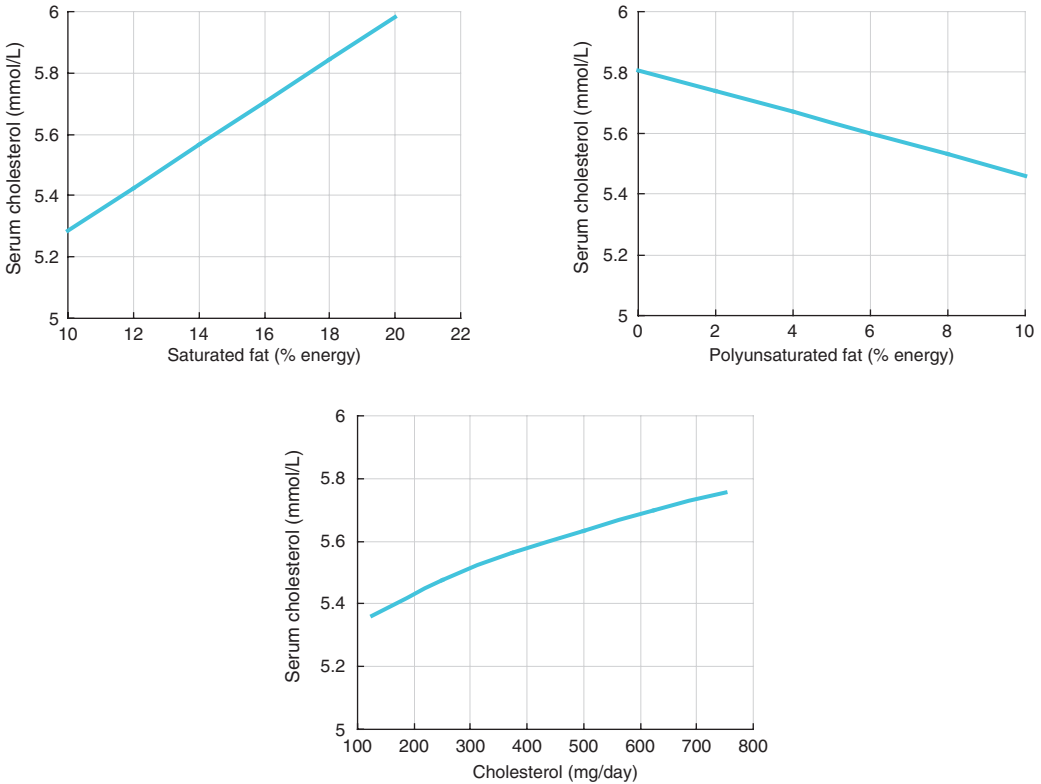 Serum cholesterol (mmol/L)
6
5.8
5.6
5.4
5.2
5
10 12 14 16 18 20 22
Saturated fat (% energy)
Serum cholesterol (mmol/L)
6
5.8
5.6
5.4
5.2
5
0 2 4 6 8 10
Polyunsaturated fat (% energy)
Serum cholesterol (mmol/L)
6
5.8
5.6
5.4
5.2
5
100 200 300 400 500 600 700 800
Cholesterol (mg/day)